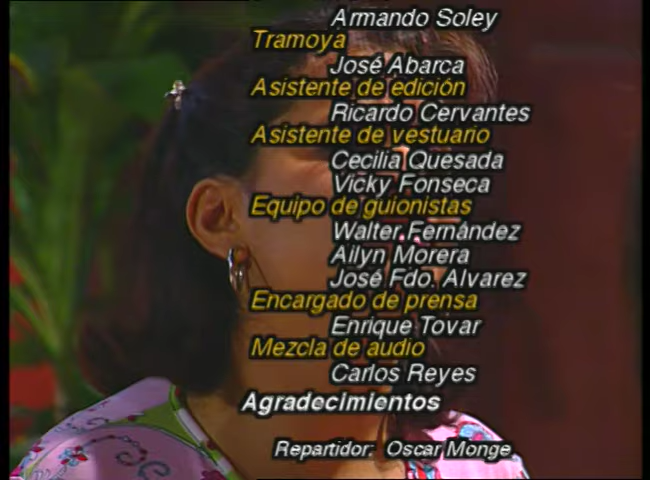 Armando Soley
Tramoya
José Abarca
Asistente de edición
Ricardo Cervantes
Asistente de vestuario
Cecilia Quesada
Vicky Fonseca
Equipo de guionistas
Walter Fernández
Ailyn Morera
José Fdo. Alvarez
Encargado de prensa
Enrique Tovar
Mezcla de audio
Carlos Reyes
Agradecimientos
Repartidor: Oscar Monge